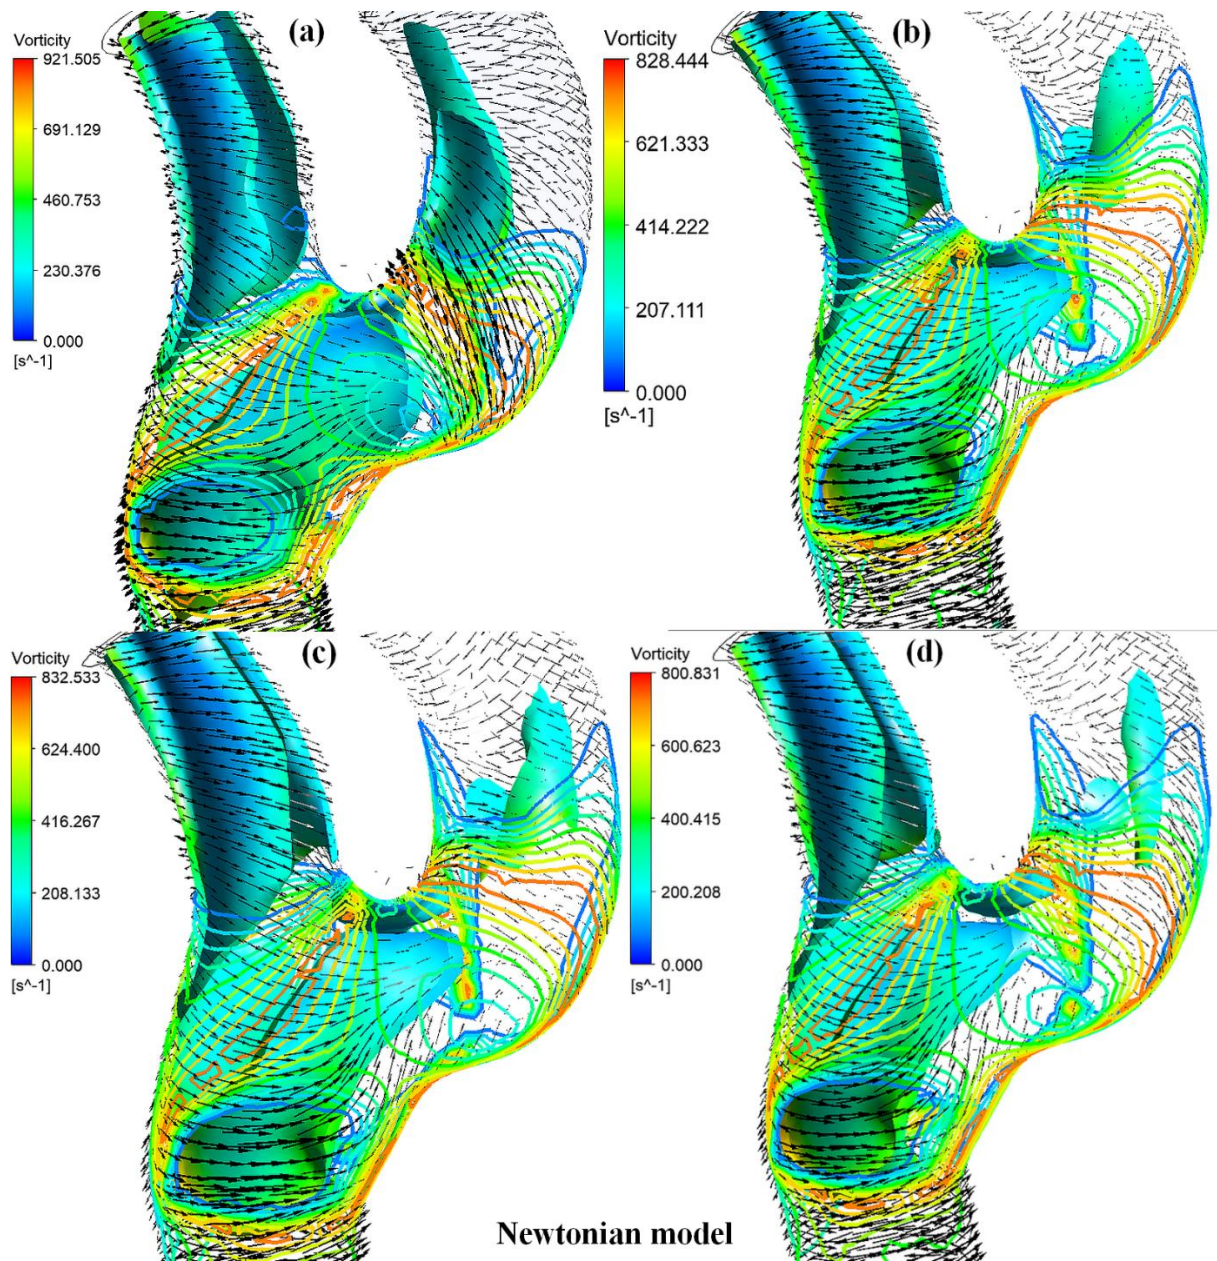 (a)
Vorticity
921.505
691.129
460.753
230.376
0.000
[s^-1]
(b)
Vorticity
828.444
621.333
414.222
207.111
0.000
[s^-1]
(c)
Vorticity
832.533
624.400
416.267
208.133
0.000
[s^-1]
(d)
Vorticity
800.831
600.623
400.415
200.208
0.000
[s^-1]
Newtonian model